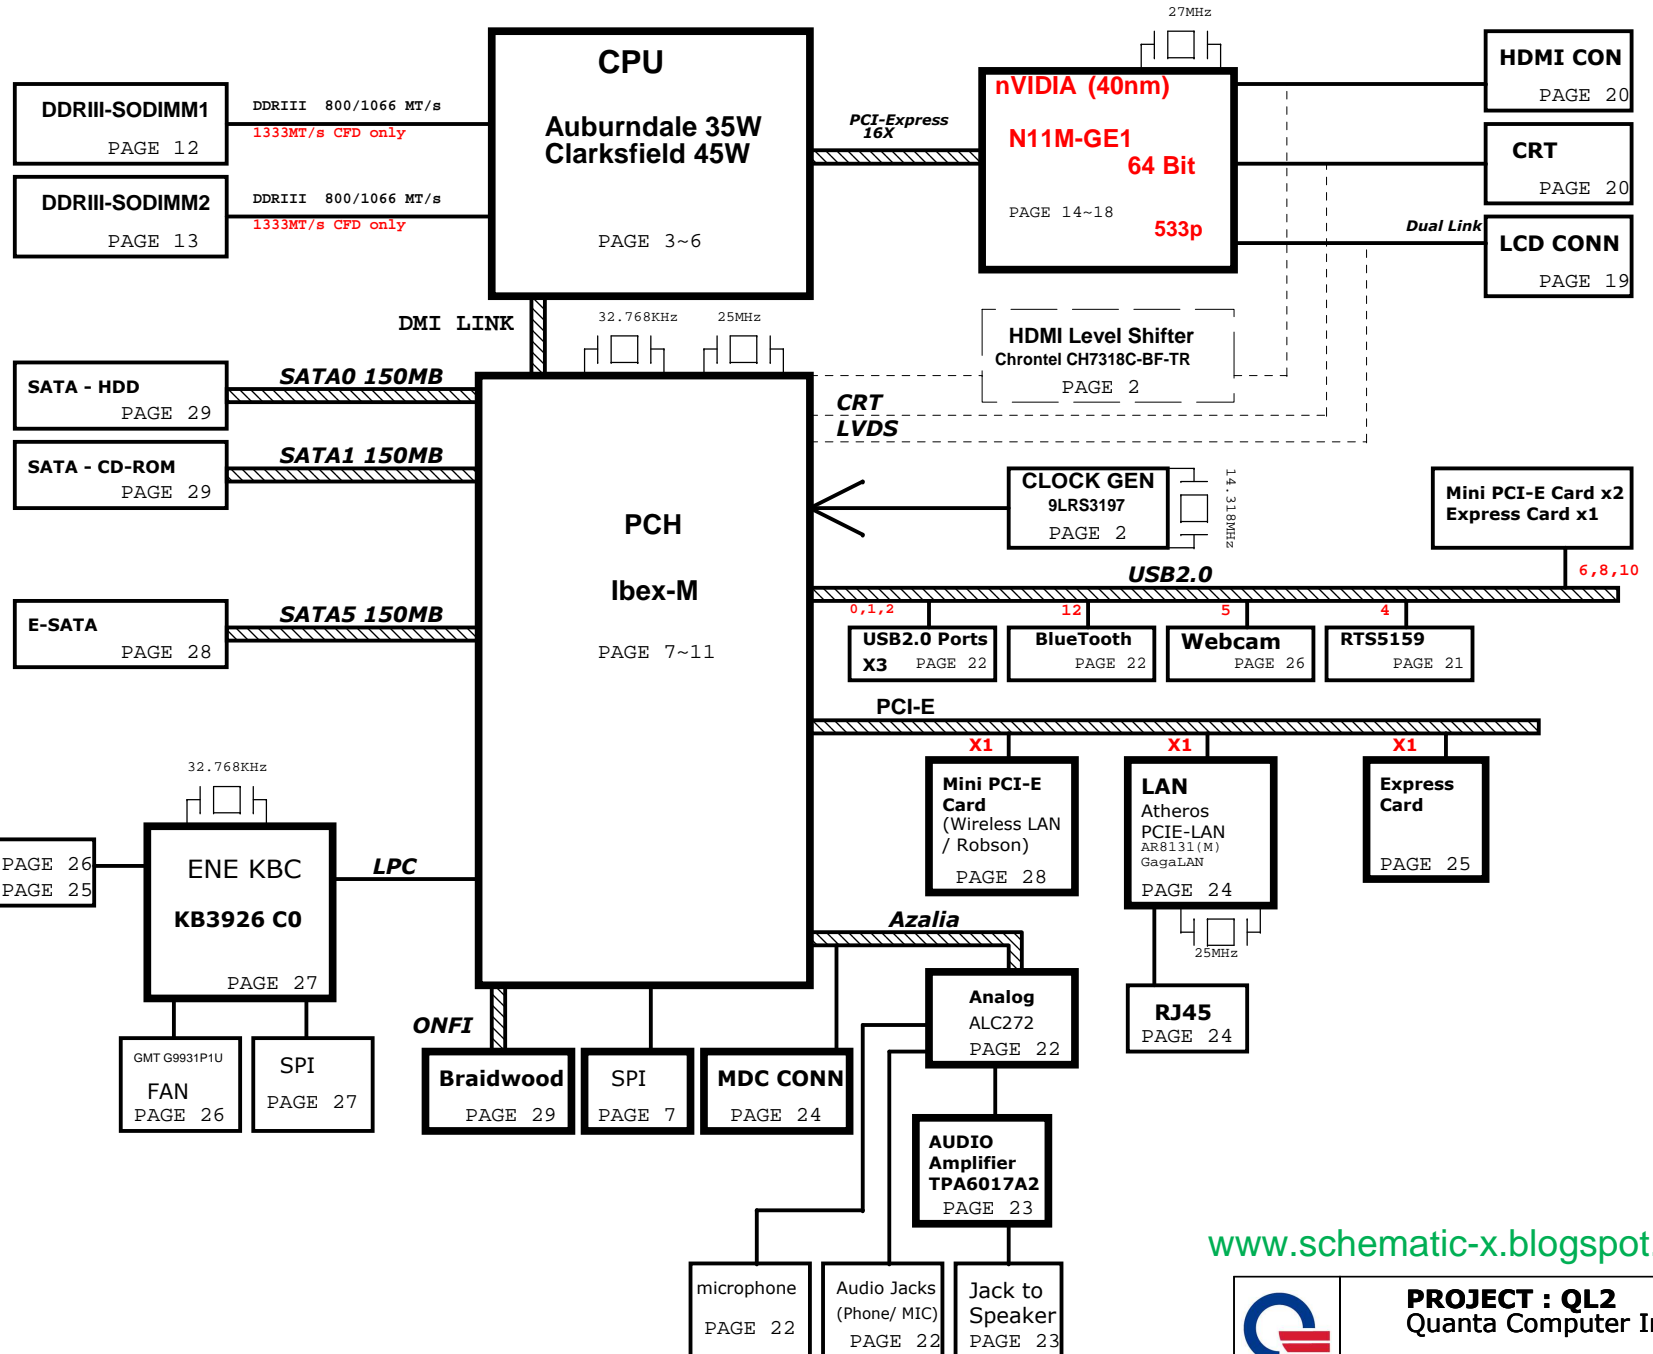 27MHz
CPU
Auburndale 35W
Clarksfield 45W
PAGE 3~6
DDRIII-SODIMM1
PAGE 12
DDRIII 800/1066 MT/s
1333MT/s CFD only
DDRIII-SODIMM2
PAGE 13
DDRIII 800/1066 MT/s
1333MT/s CFD only
PCI-Express
16X
nVIDIA (40nm)
N11M-GE1
64 Bit
PAGE 14~18
533p
HDMI CON
PAGE 20
CRT
PAGE 20
Dual Link
LCD CONN
PAGE 19
DMI LINK
32.768KHz
25MHz
HDMI Level Shifter
Chrontel CH7318C-BF-TR
PAGE 2
CRT
LVDS
SATA - HDD
PAGE 29
SATA0 150MB
SATA - CD-ROM
PAGE 29
SATA1 150MB
E-SATA
PAGE 28
SATA5 150MB
PCH
Ibex-M
PAGE 7~11
CLOCK GEN
9LRS3197
PAGE 2
14.318MHz
Mini PCI-E Card x2
Express Card x1
6,8,10
USB2.0
0,1,2
12
5
4
USB2.0 Ports
X3 PAGE 22
BlueTooth
PAGE 22
Webcam
PAGE 26
RTS5159
PAGE 21
PCI-E
X1
X1
X1
Mini PCI-E
Card
(Wireless LAN
/ Robson)
PAGE 28
LAN
Atheros
PCIE-LAN
AR8131(M)
GagaLAN
PAGE 24
25MHz
Express
Card
PAGE 25
RJ45
PAGE 24
32.768KHz
PAGE 26
PAGE 25
ENE KBC
KB3926 C0
PAGE 27
LPC
GMT G9931P1U
FAN
PAGE 26
SPI
PAGE 27
ONFI
Braidwood
PAGE 29
SPI
PAGE 7
MDC CONN
PAGE 24
Azalia
Analog
ALC272
PAGE 22
AUDIO
Amplifier
TPA6017A2
PAGE 23
microphone
PAGE 22
Audio Jacks
(Phone/ MIC)
PAGE 22
Jack to
Speaker
PAGE 23
www.schematic-x.blogspot.
PROJECT : QL2
Quanta Computer In